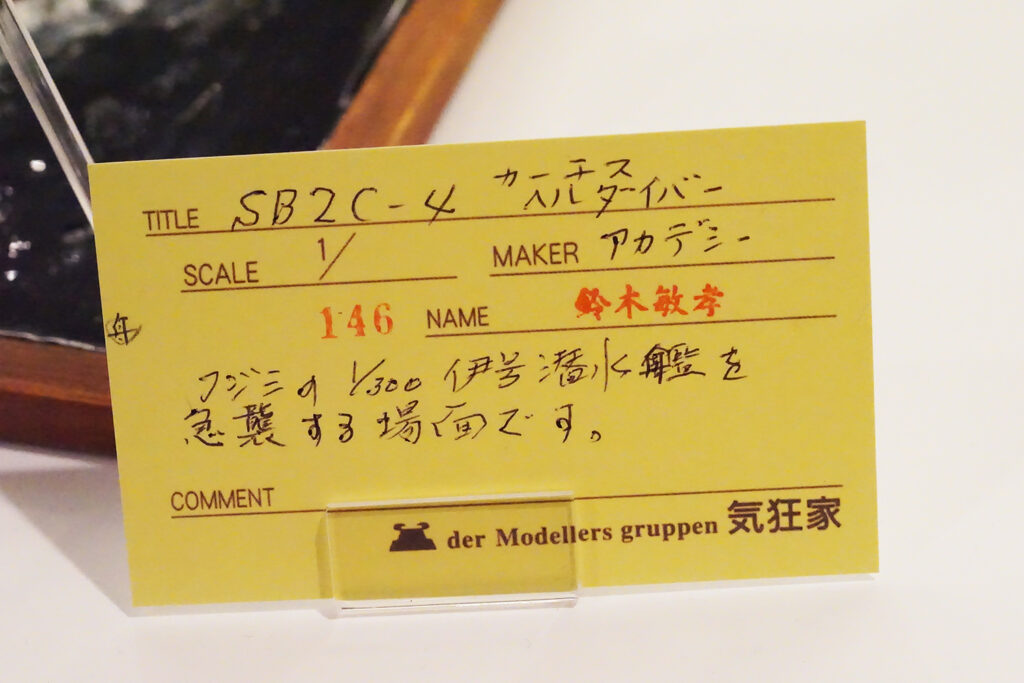 TITLE SB2C-4 カーチス ヘルダイバー
SCALE 1/ MAKER アカデミー
146 NAME 鈴木敏孝
舟
フジミの 1/300 伊号潜水艦を
急襲する場面です。
COMMENT
der Modellers gruppen 気狂家